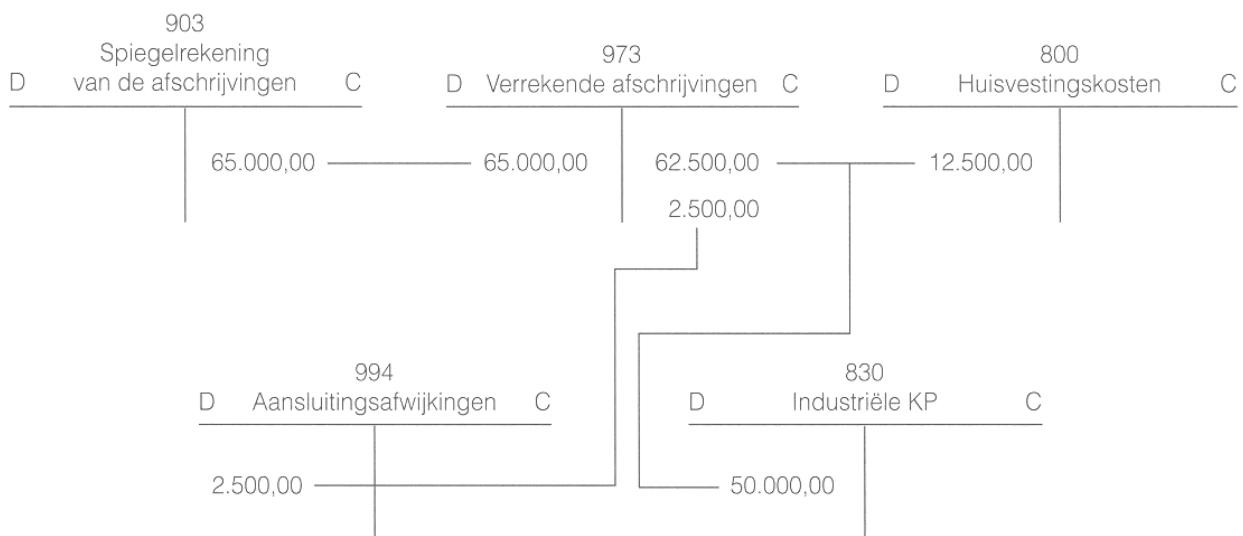 903
Spiegelrekening
D van de afschrijvingen C
65.000,00
973
D Verrekende afschrijvingen C
65.000,00 62.500,00
2.500,00
800
D Huisvestingskosten C
12.500,00
994
D Aansluitingsafwijkingen C
2.500,00
830
D Industriële KP C
50.000,00